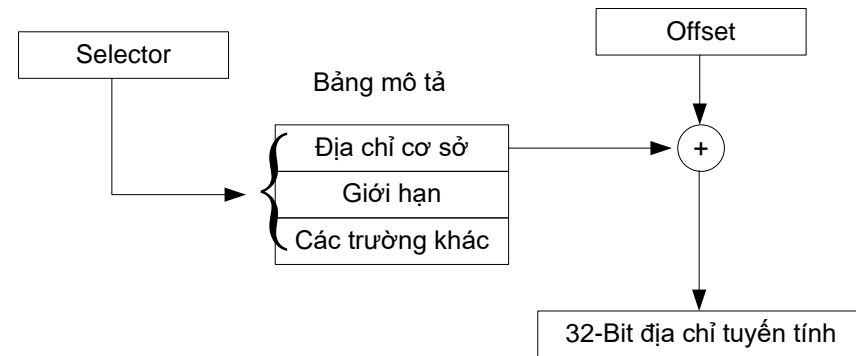 Selector
Offset
Bảng mô tả
Địa chỉ cơ sở
+
Giới hạn
Các trường khác
32-Bit địa chỉ tuyến tính